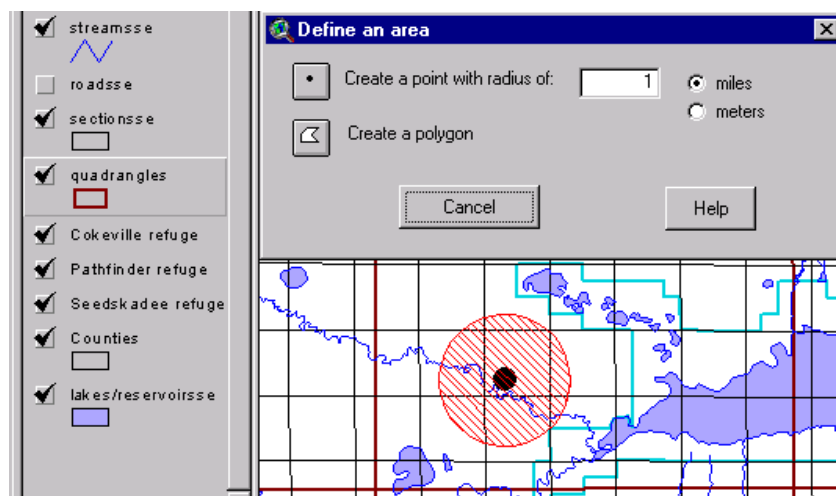 streamsse
roadsse
sectionsse
quadrangles
Cokeville refuge
Pathfinder refuge
Seedskadee refuge
Counties
lakes/reservoirsse
Define an area
Create a point with radius of: 1 miles
meters
Create a polygon
Cancel Help